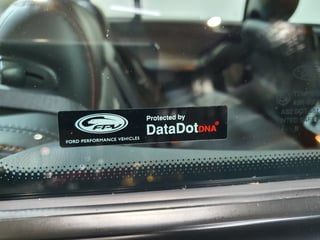 FPV
FORD PERFORMANCE VEHICLES
Protected by
DataDotDNA